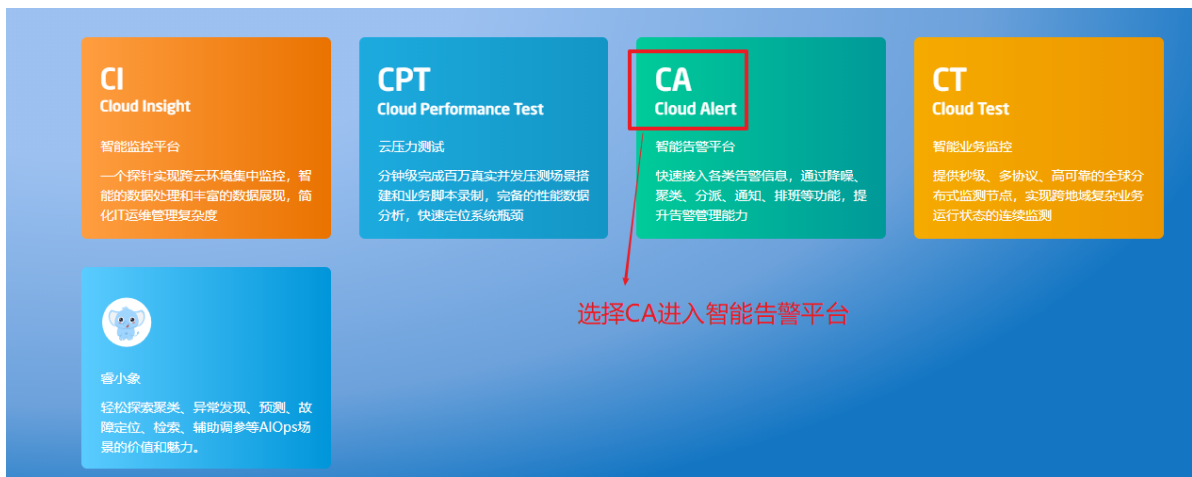 CI
Cloud Insight
智能监控平台
一个探针实现跨云环境集中监控，智
能的数据处理和丰富的数据展现，简
化IT运维管理复杂度
CPT
Cloud Performance Test
云压力测试
分钟级完成百万真实并发压测场景搭
建和业务脚本录制，完备的性能数据
分析，快速定位系统瓶颈
CA
Cloud Alert
智能告警平台
快速接入各类告警信息，通过降噪、
聚类、分派、通知、排班等功能，提
升告警管理能力
CT
Cloud Test
智能业务监控
提供秒级、多协议、高可靠的全球分
布式监测节点，实现跨地域复杂业务
运行状态的连续监测
选择CA进入智能告警平台
睿小象
轻松探索聚类、异常发现、预测、故
障定位、检索、辅助调参等AIOps场
景的价值和魅力。